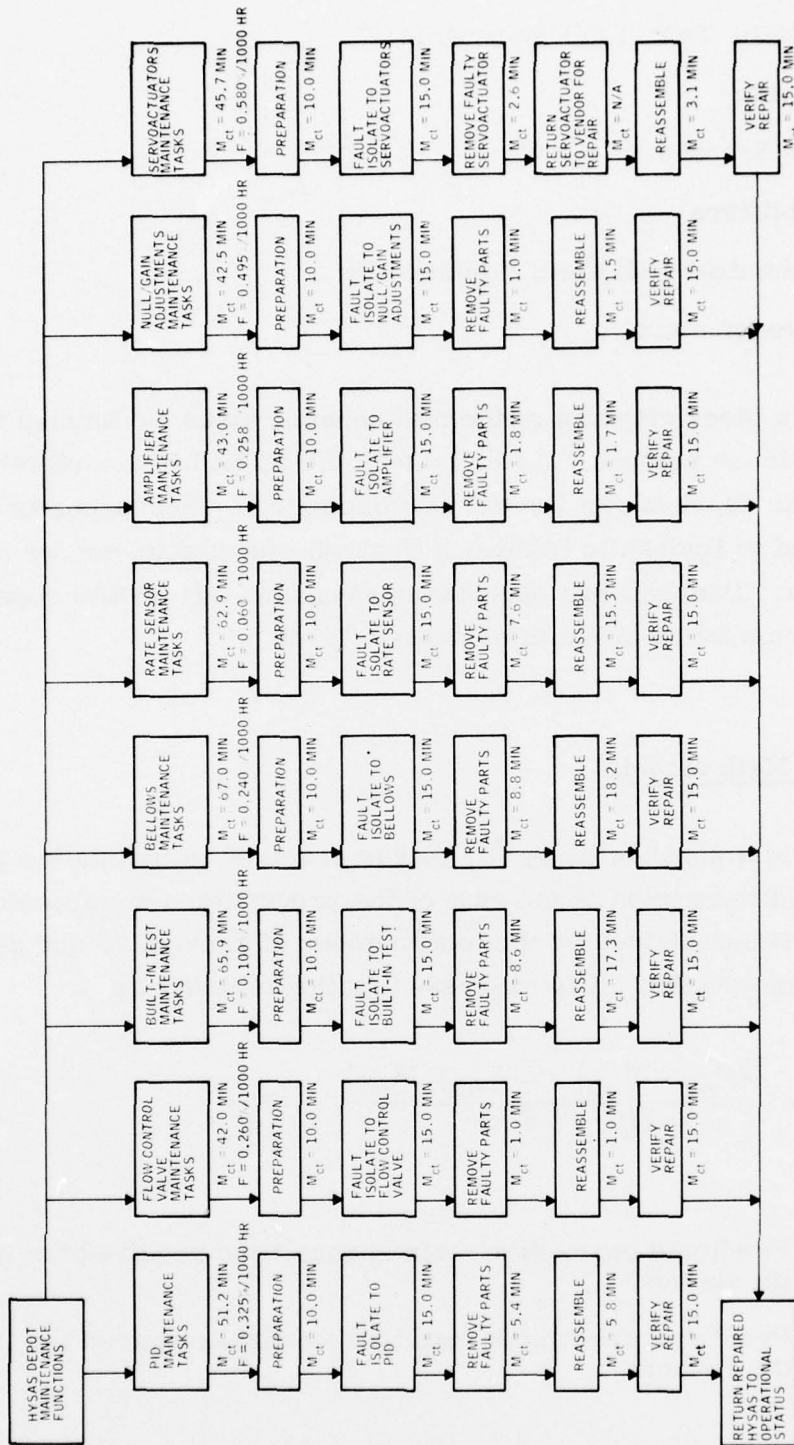 HYSAS DEPOT
MAINTENANCE
FUNCTIONS
PID
MAINTENANCE
TASKS
Mct = 51.2 MIN
F = 0.325%/1000 HR
PREPARATION
Mct = 10.0 MIN
FAULT
ISOLATE TO
PID
Mct = 15.0 MIN
REMOVE
FAULTY PARTS
Mct = 5.4 MIN
REASSEMBLE
Mct = 5.8 MIN
VERIFY
REPAIR
Mct = 15.0 MIN
RETURN REPAIRED
HYSAS TO
OPERATIONAL
STATUS
FLOW CONTROL
VALVE
MAINTENANCE
TASKS
Mct = 42.0 MIN
F = 0.260%/1000 HR
PREPARATION
Mct = 10.0 MIN
FAULT
ISOLATE TO
FLOW CONTROL
VALVE
Mct = 15.0 MIN
REMOVE
FAULTY PARTS
Mct = 1.0 MIN
REASSEMBLE
Mct = 1.0 MIN
VERIFY
REPAIR
Mct = 15.0 MIN
BUILT-IN TEST
MAINTENANCE
TASKS
Mct = 65.9 MIN
F = 0.100 /1000 HR
PREPARATION
Mct = 10.0 MIN
FAULT
ISOLATE TO
BUILT-IN TEST
Mct = 15.0 MIN
REMOVE
FAULTY PARTS
Mct = 8.6 MIN
REASSEMBLE
Mct = 17.3 MIN
VERIFY
REPAIR
Mct = 15.0 MIN
BELLOWS
MAINTENANCE
TASKS
Mct = 67.0 MIN
F = 0.240 /1000 HR
PREPARATION
Mct = 10.0 MIN
FAULT
ISOLATE TO
BELLOWS
Mct = 15.0 MIN
REMOVE
FAULTY PARTS
Mct = 8.8 MIN
REASSEMBLE
Mct = 18.2 MIN
VERIFY
REPAIR
Mct = 15.0 MIN
RATE SENSOR
MAINTENANCE
TASKS
Mct = 62.9 MIN
F = 0.060 1000 HR
PREPARATION
Mct = 10.0 MIN
FAULT
ISOLATE TO
RATE SENSOR
Mct = 15.0 MIN
REMOVE
FAULTY PARTS
Mct = 7.6 MIN
REASSEMBLE
Mct = 15.3 MIN
VERIFY
REPAIR
Mct = 15.0 MIN
AMPLIFIER
MAINTENANCE
TASKS
Mct = 43.0 MIN
F = 0.258 /1000 HR
PREPARATION
Mct = 10.0 MIN
FAULT
ISOLATE TO
AMPLIFIER
Mct = 15.0 MIN
REMOVE
FAULTY PARTS
Mct = 1.8 MIN
REASSEMBLE
Mct = 1.7 MIN
VERIFY
REPAIR
Mct = 15.0 MIN
NULL/GAIN
ADJUSTMENTS
MAINTENANCE
TASKS
Mct = 42.5 MIN
F = 0.495 /1000 HR
PREPARATION
Mct = 10.0 MIN
FAULT
ISOLATE TO
NULL/GAIN
ADJUSTMENTS
Mct = 15.0 MIN
REMOVE
FAULTY PARTS
Mct = 1.0 MIN
REASSEMBLE
Mct = 1.5 MIN
VERIFY
REPAIR
Mct = 15.0 MIN
SERVOACTUATORS
MAINTENANCE
TASKS
Mct = 45.7 MIN
F = 0.580%/1000 HR
PREPARATION
Mct = 10.0 MIN
FAULT
ISOLATE TO
SERVOACTUATORS
Mct = 15.0 MIN
REMOVE FAULTY
SERVOACTUATOR
Mct = 2.6 MIN
RETURN
SERVOACTUATOR
TO VENDOR FOR
REPAIR
Mct = N/A
REASSEMBLE
Mct = 3.1 MIN
VERIFY
REPAIR
Mct = 15.0 MIN